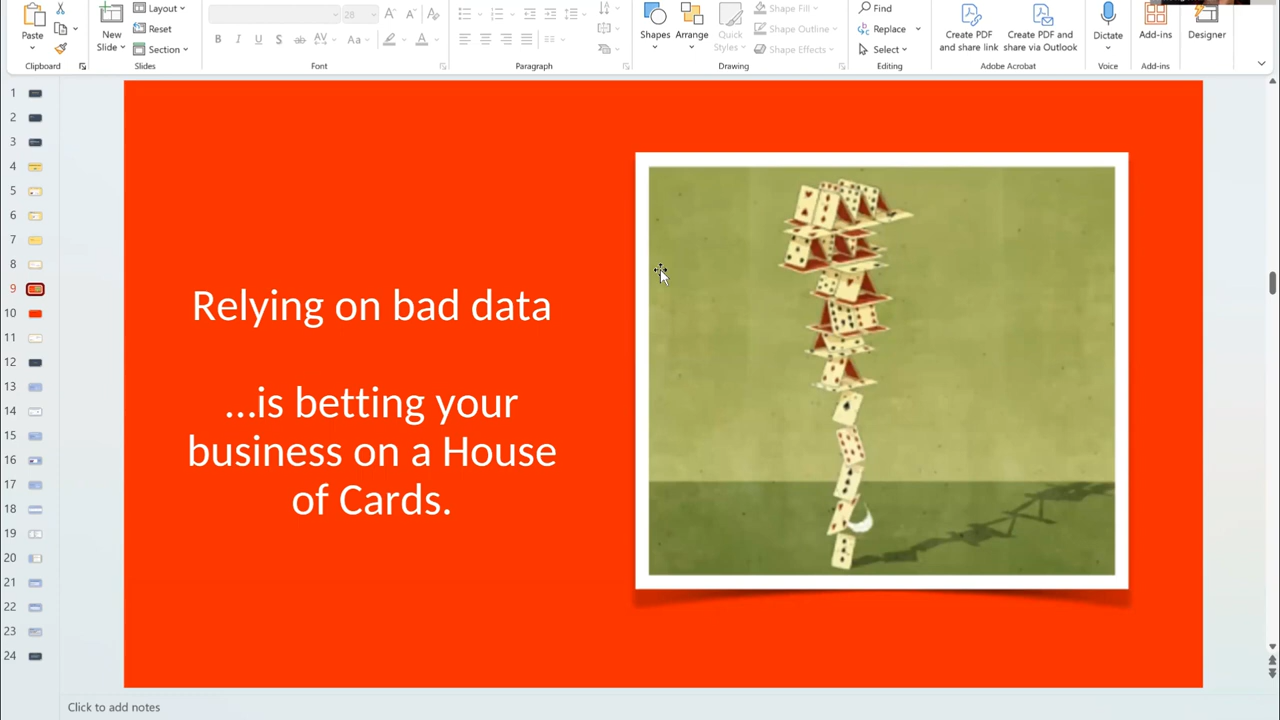 Paste
Clipboard
New
Slide
Layout
Reset
Section
Slides
28
Font
Paragraph
Shapes
Arrange
Quick
Styles
Shape Fill
Shape Outline
Shape Effects
Drawing
Find
Replace
Select
Editing
Create PDF
and share link
Create PDF and
share via Outlook
Adobe Acrobat
Dictate
Voice
Add-ins
Add-ins
Designer
1
2
3
4
5
6
7
8
9
10
11
12
13
14
15
16
17
18
19
20
21
22
23
24
Relying on bad data
...is betting your
business on a House
of Cards.
Click to add notes